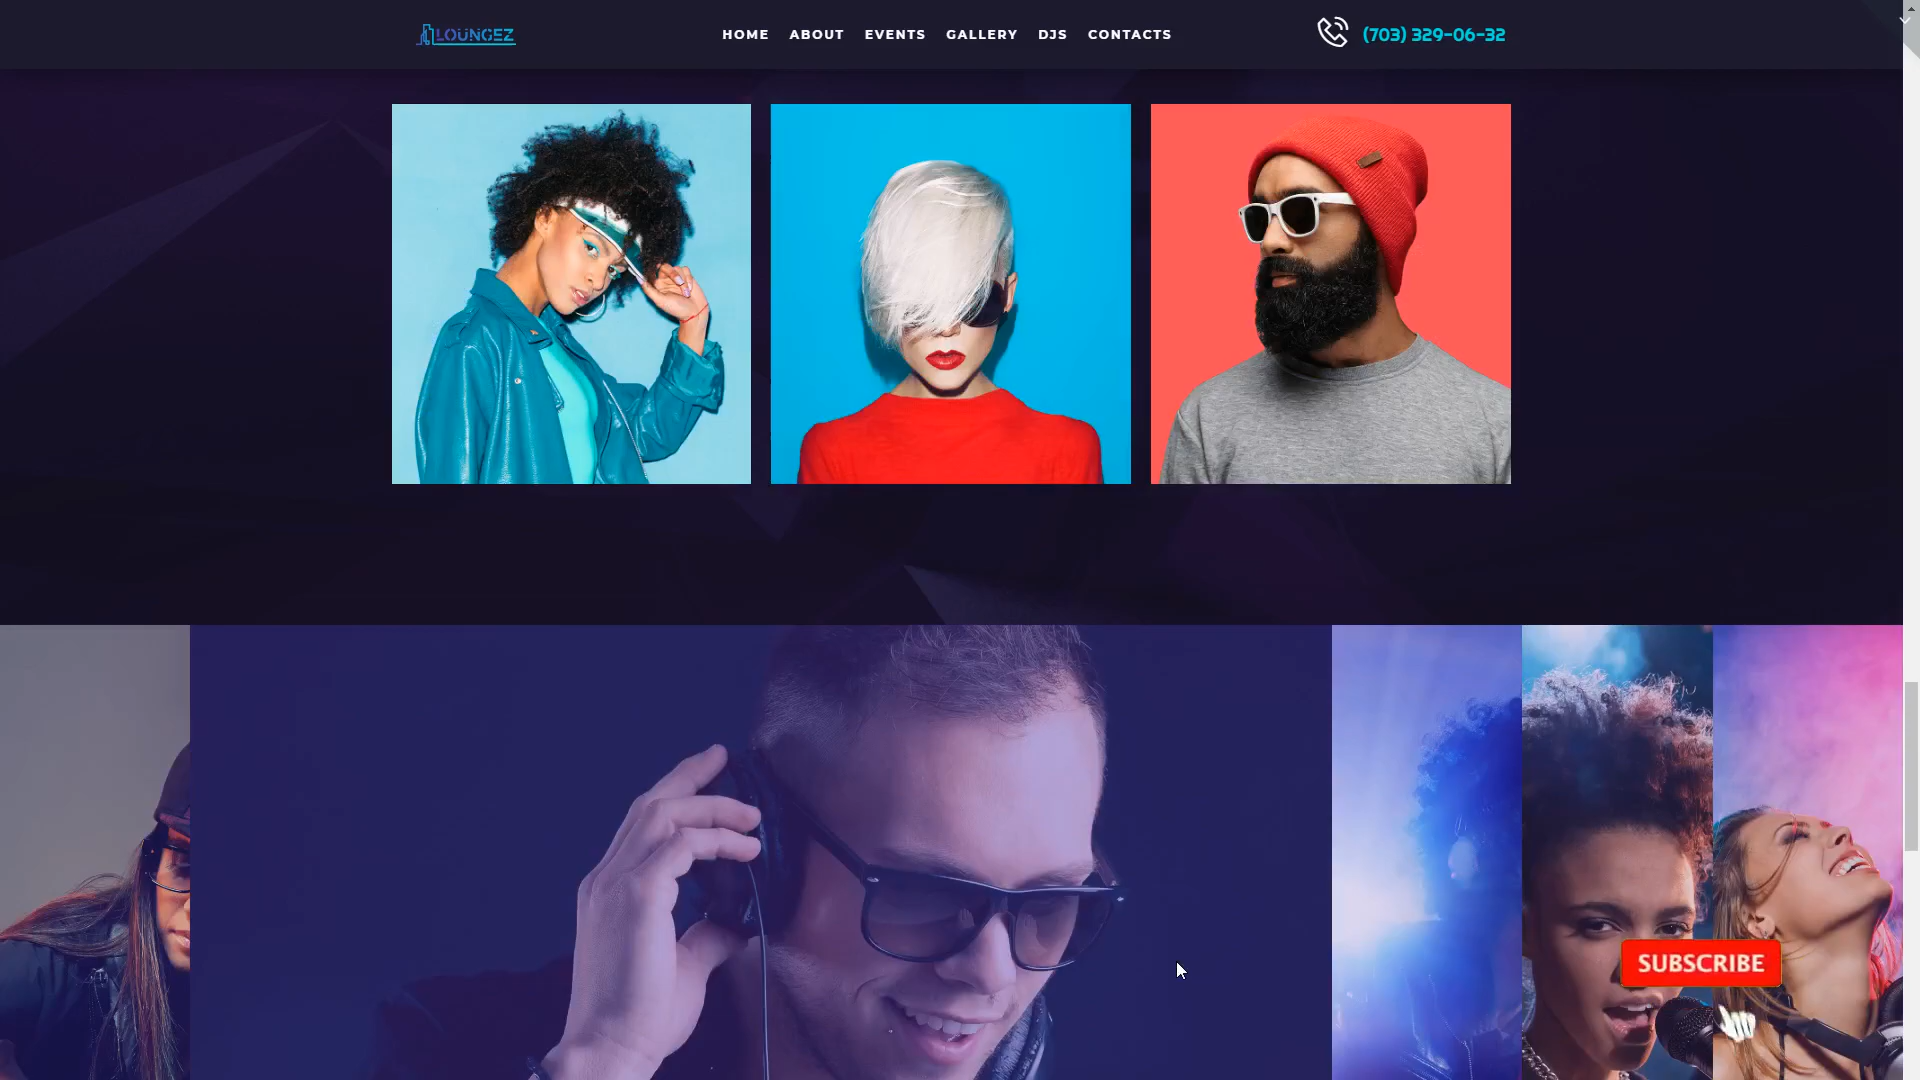 LOUNGEZ
HOME ABOUT EVENTS GALLERY DJS CONTACTS
(703) 329-06-32
SUBSCRIBE